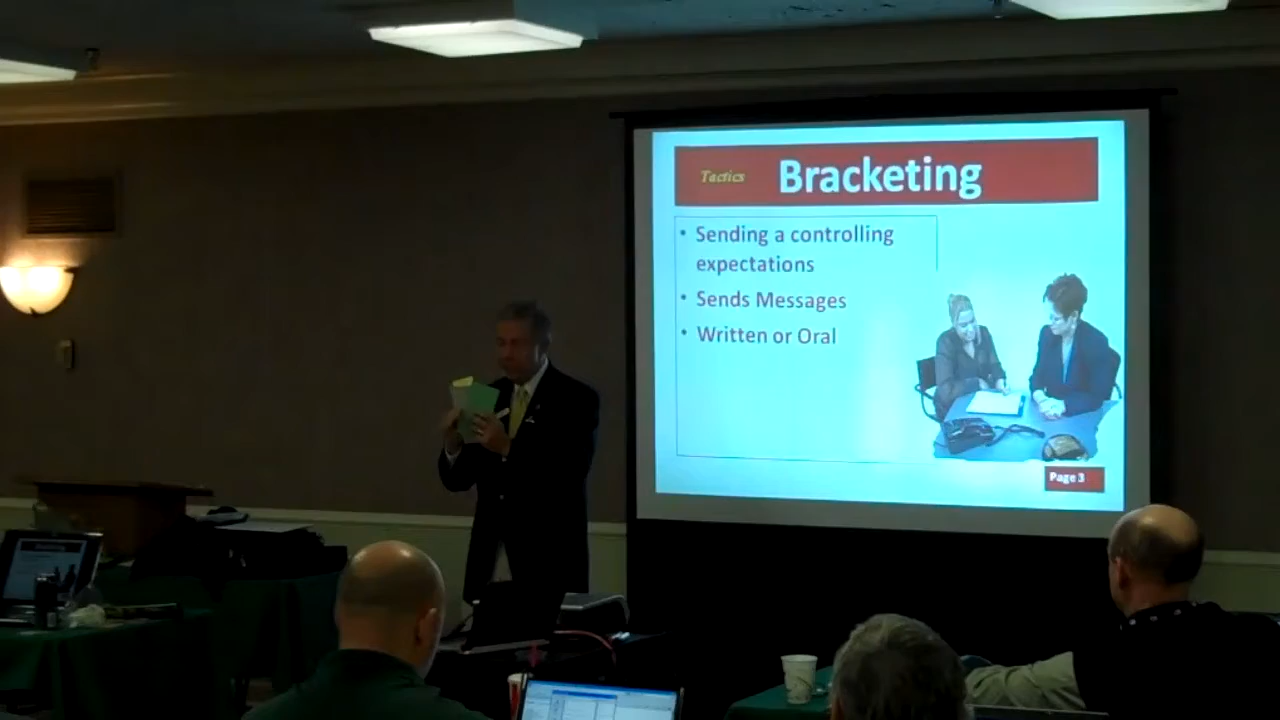 Tactics Bracketing
• Sending a controlling
expectations
• Sends Messages
• Written or Oral
Page 3